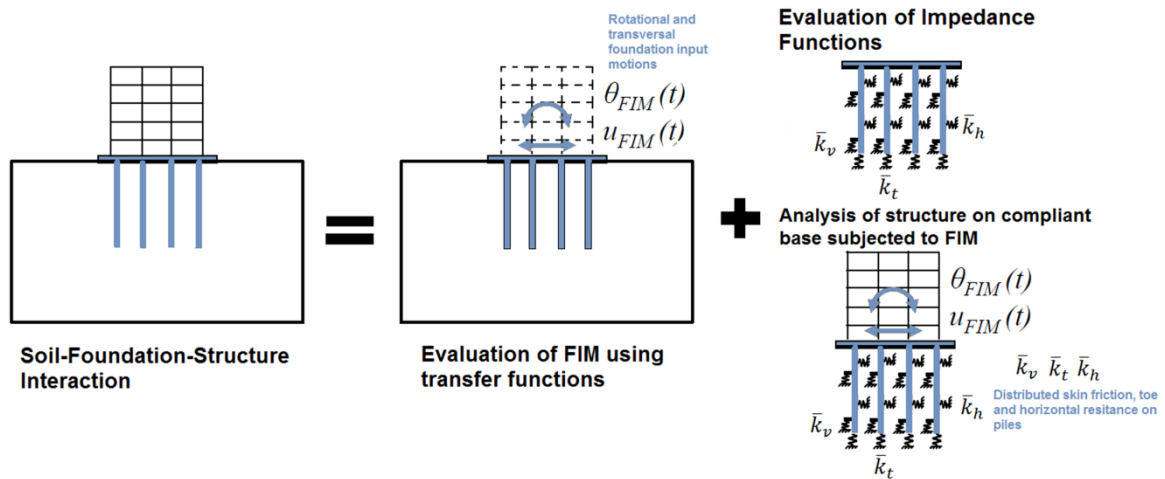 Soil-Foundation-Structure
Interaction
=
Rotational and
transversal
foundation input
motions
θ_FIM(t)
u_FIM(t)
Evaluation of FIM using
transfer functions
+
Evaluation of Impedance
Functions
k̅_v
k̅_h
k̅_t
Analysis of structure on compliant
base subjected to FIM
θ_FIM(t)
u_FIM(t)
k̅_v k̅_t k̅_h
Distributed skin friction, toe
and horizontal resitance on
piles
k̅_h
k̅_v
k̅_t